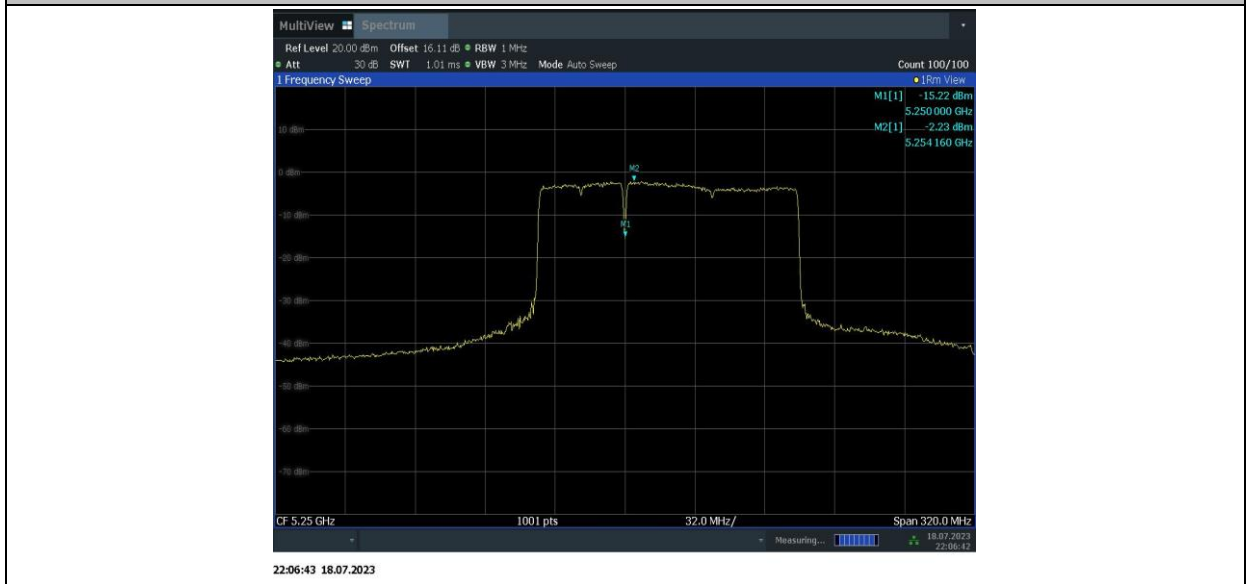 MultiView Spectrum
Ref Level 20.00 dBm Offset 16.11 dB RBW 1 MHz
Att 30 dB SWT 1.01 ms VBW 3 MHz Mode Auto Sweep Count 100/100
1 Frequency Sweep 1Rm View
M1[1] -15.22 dBm
5.250 000 GHz
10 dBm
M2[1] -2.23 dBm
5.254 160 GHz
M2
0 dBm
-10 dBm
M1
-20 dBm
-30 dBm
-40 dBm
-50 dBm
-60 dBm
-70 dBm
CF 5.25 GHz 1001 pts 32.0 MHz/ Span 320.0 MHz
Measuring... 18.07.2023
22:06:42
22:06:43 18.07.2023